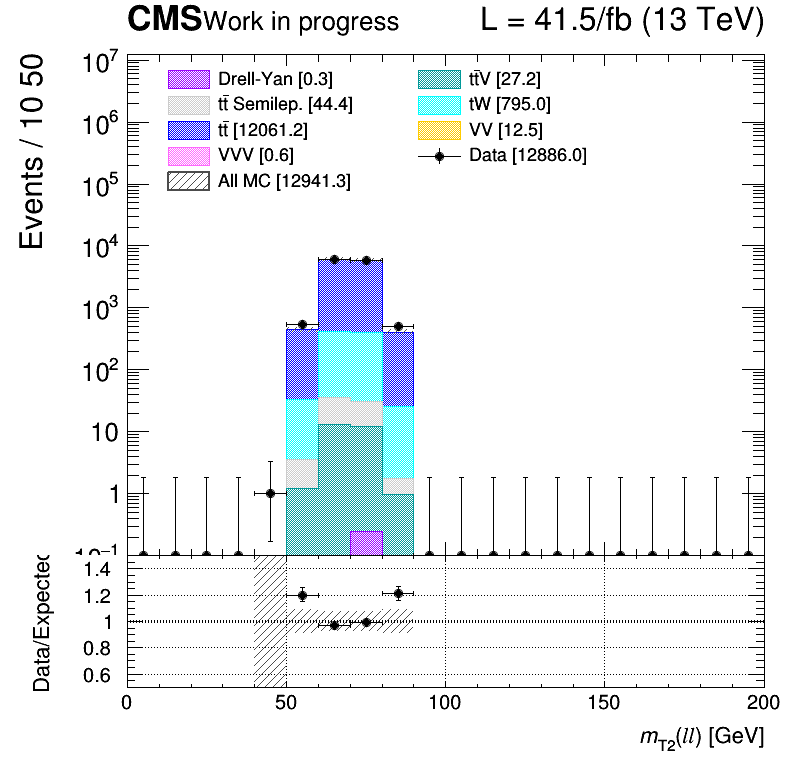 CMS Work in progress L = 41.5/fb (13 TeV)
Events / 10 50
10⁷
10⁶
10⁵
10⁴
10³
10²
10
1
10⁻¹
Drell-Yan [0.3]
tt̄ Semilep. [44.4]
tt̄ [12061.2]
VVV [0.6]
All MC [12941.3]
tt̄V [27.2]
tW [795.0]
VV [12.5]
Data [12886.0]
Data/Expected
1.4
1.2
1
0.8
0.6
0 50 100 150 200
m_T2(ll) [GeV]